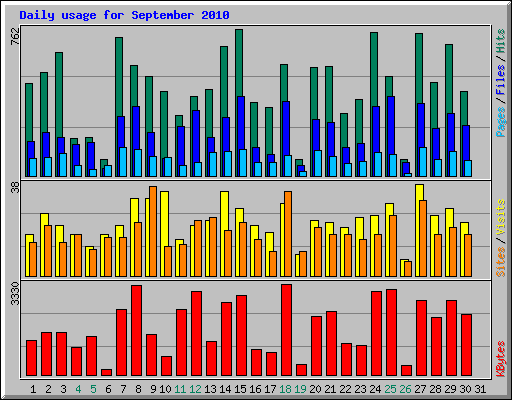 Daily usage for September 2010
762
38
3330
Pages / Files / Hits
Sites / Visits
KBytes
1 2 3 4 5 6 7 8 9 10 11 12 13 14 15 16 17 18 19 20 21 22 23 24 25 26 27 28 29 30 31